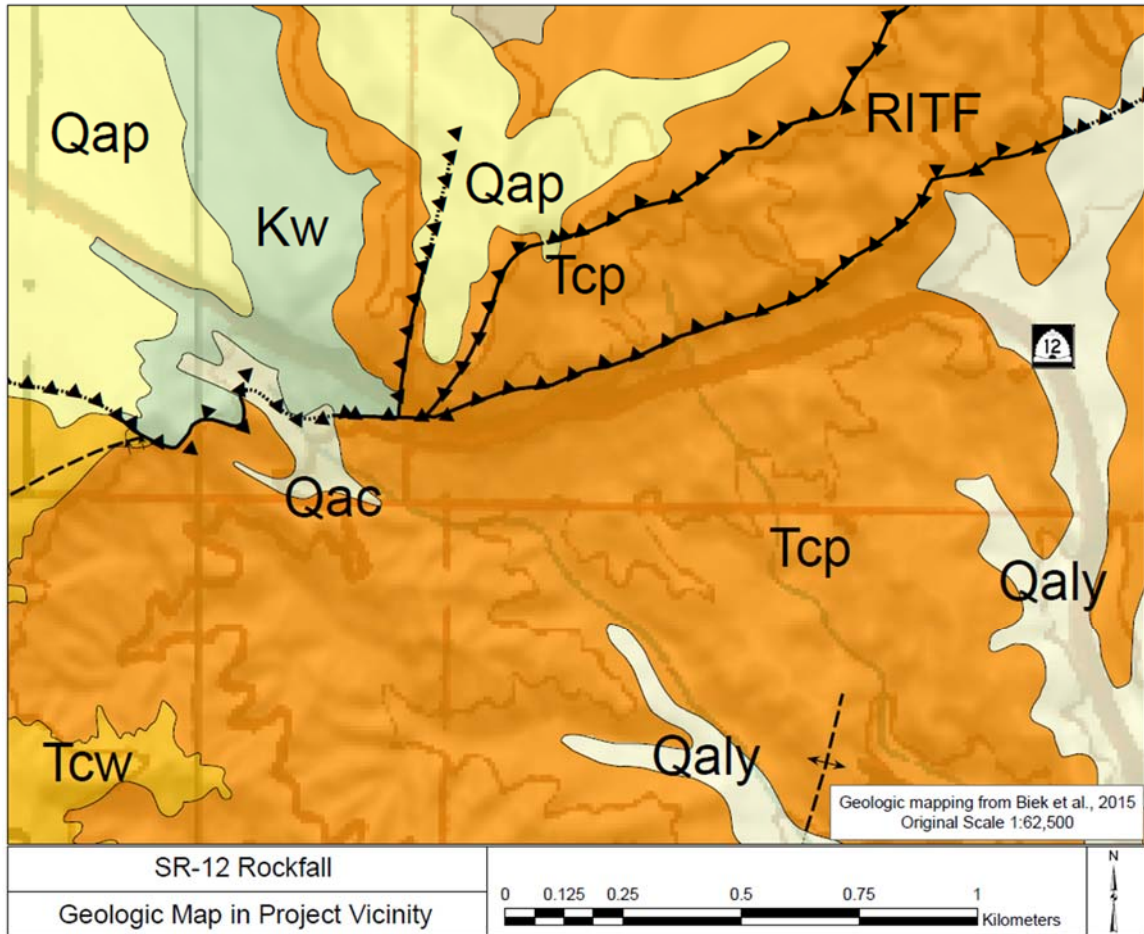 Qap
Kw
Qap
RITF
Tcp
12
Qac
Tcp
Qaly
Tcw
Qaly
Geologic mapping from Biek et al., 2015
Original Scale 1:62,500
SR-12 Rockfall
Geologic Map in Project Vicinity
0 0.125 0.25 0.5 0.75 1
Kilometers
N